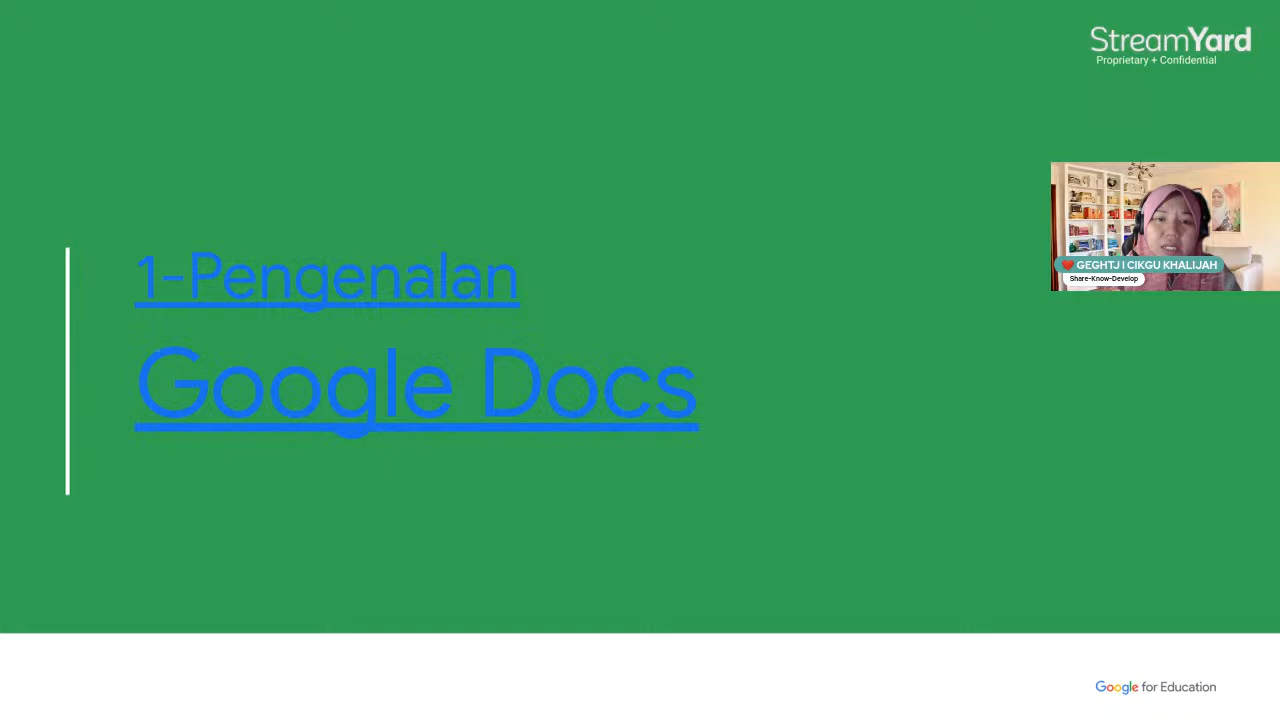 StreamYard
Proprietary + Confidential
1-Pengenalan
Google Docs
❤️ GEGHTJ I CIKGU KHALIJAH
Share-Know-Develop
Google for Education